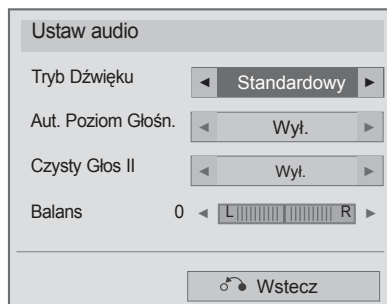 Ustaw audio
Tryb Dźwięku ◄ Standardowy ►
Aut. Poziom Głośn. ◄ Wył. ►
Czysty Głos II ◄ Wył. ►
Balans 0 ◄ L R ►
Wstecz